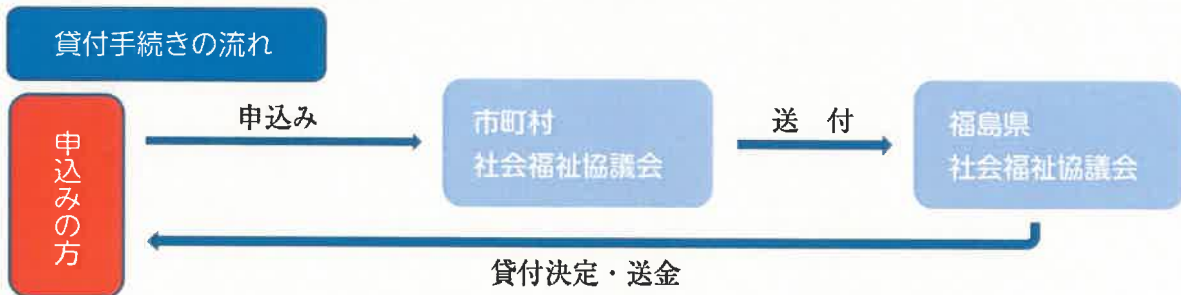 貸付手続きの流れ
申込みの方
申込み
市町村
社会福祉協議会
送　付
福島県
社会福祉協議会
貸付決定・送金